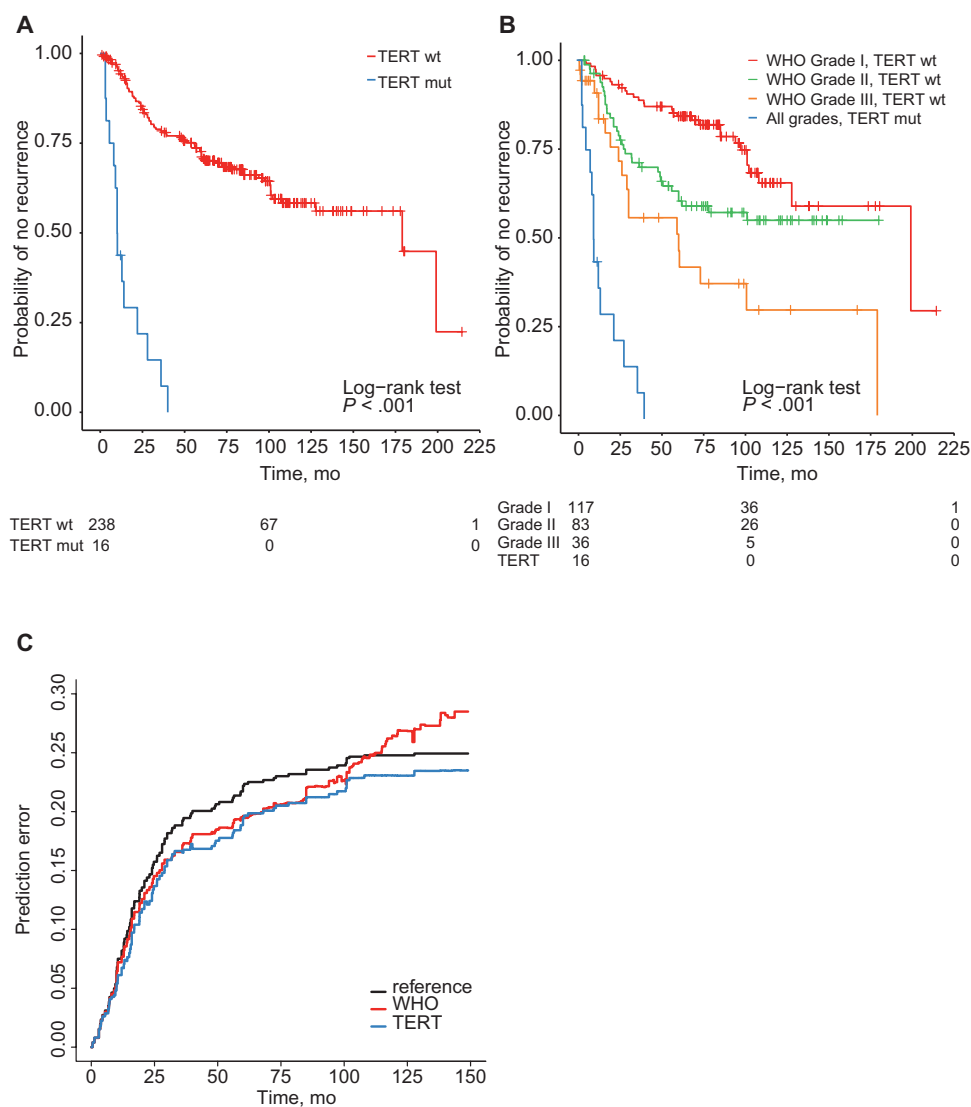 A
1.00
0.75
0.50
0.25
0.00
Probability of no recurrence
TERT wt
TERT mut
Log-rank test
P < .001
0 25 50 75 100 125 150 175 200 225
Time, mo
TERT wt 238 67 1
TERT mut 16 0 0
B
1.00
0.75
0.50
0.25
0.00
Probability of no recurrence
WHO Grade I, TERT wt
WHO Grade II, TERT wt
WHO Grade III, TERT wt
All grades, TERT mut
Log-rank test
P < .001
0 25 50 75 100 125 150 175 200 225
Time, mo
Grade I 117 36 1
Grade II 83 26 0
Grade III 36 5 0
TERT 16 0 0
C
0.30
0.25
0.20
0.15
0.10
0.05
0.00
Prediction error
reference
WHO
TERT
0 25 50 75 100 125 150
Time, mo